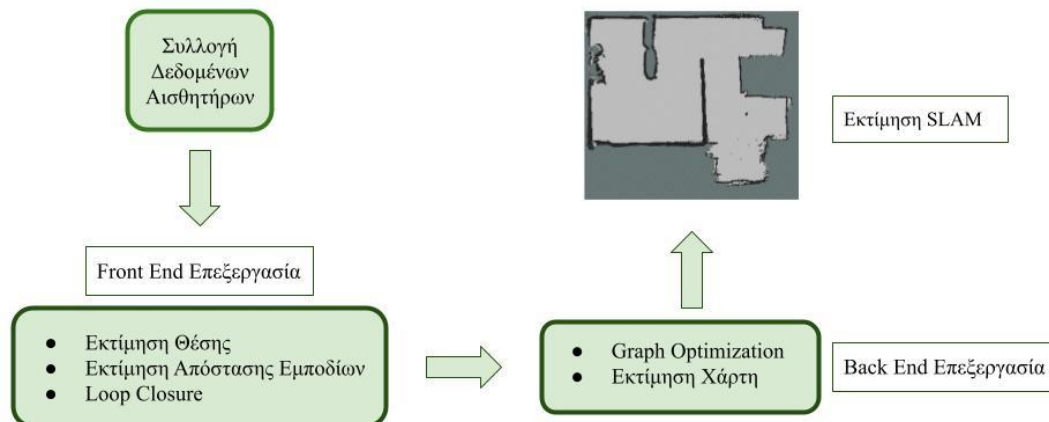 Συλλογή
Δεδομένων
Αισθητήρων
Εκτίμηση SLAM
Front End Επεξεργασία
● Εκτίμηση Θέσης
● Εκτίμηση Απόστασης Εμποδίων
● Loop Closure
● Graph Optimization
● Εκτίμηση Χάρτη
Back End Επεξεργασία